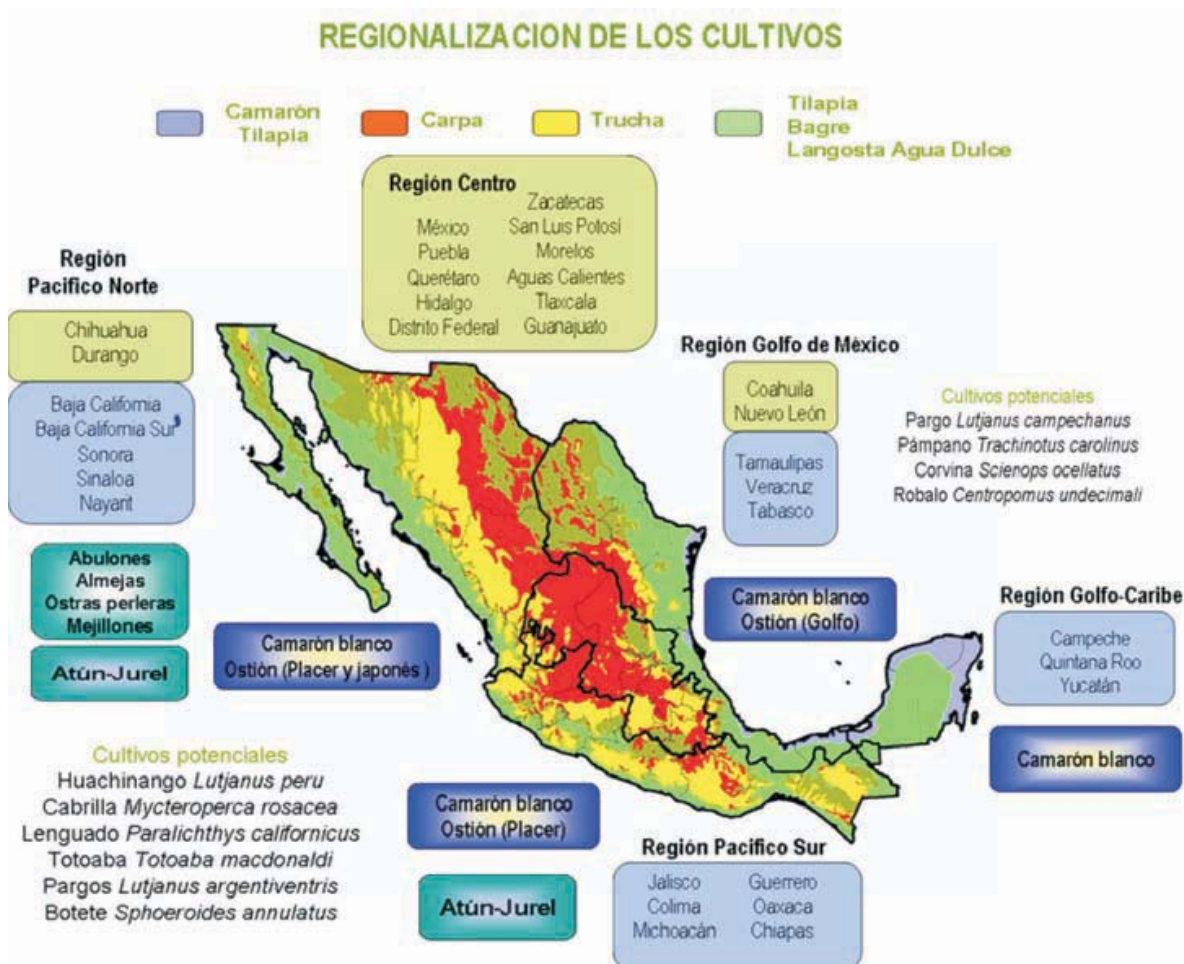 REGIONALIZACION DE LOS CULTIVOS
Camarón
Tilapia
Carpa
Trucha
Tilapia
Bagre
Langosta Agua Dulce
Región Centro
Zacatecas
México
San Luis Potosí
Puebla
Morelos
Querétaro
Aguas Calientes
Hidalgo
Tlaxcala
Distrito Federal
Guanajuato
Región
Pacifico Norte
Chihuahua
Durango
Baja California
Baja California Sur
Sonora
Sinaloa
Nayarit
Abulones
Almejas
Ostras perleras
Mejillones
Atún-Jurel
Camarón blanco
Ostión (Placer y japonès )
Cultivos potenciales
Huachinango Lutjanus peru
Cabrilla Mycteroperca rosacea
Lenguado Paralichthys californicus
Totoaba Totoaba macdonaldi
Pargos Lutjanus argentiventris
Botete Sphoeroides annulatus
Región Golfo de México
Coahuila
Nuevo León
Tamaulipas
Veracruz
Tabasco
Cultivos potenciales
Pargo Lutjanus campechanus
Pámpano Trachinotus carolinus
Corvina Scienops ocellatus
Robalo Centropomus undecimali
Camarón blanco
Ostión (Golfo)
Región Golfo-Caribe
Campeche
Quintana Roo
Yucatán
Camarón blanco
Camarón blanco
Ostión (Placer)
Atún-Jurel
Región Pacifico Sur
Jalisco
Guerrero
Colima
Oaxaca
Michoacán
Chiapas